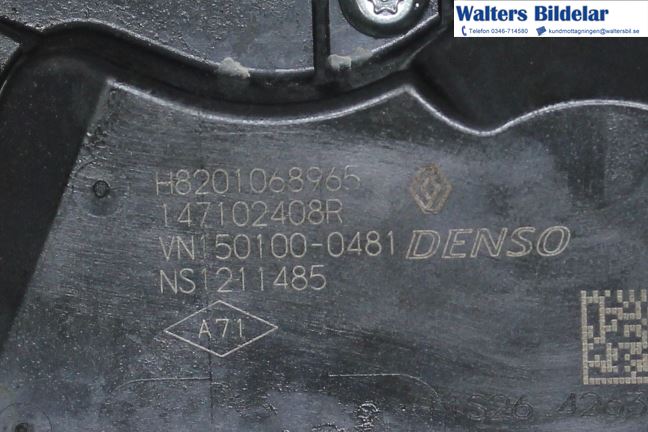 Walters Bildelar
Telefon 0346-714580 kundmottagningen@waltersbil.se
H8201068965
147102408R
VN150100-0481 DENSO
NS1211485
A71